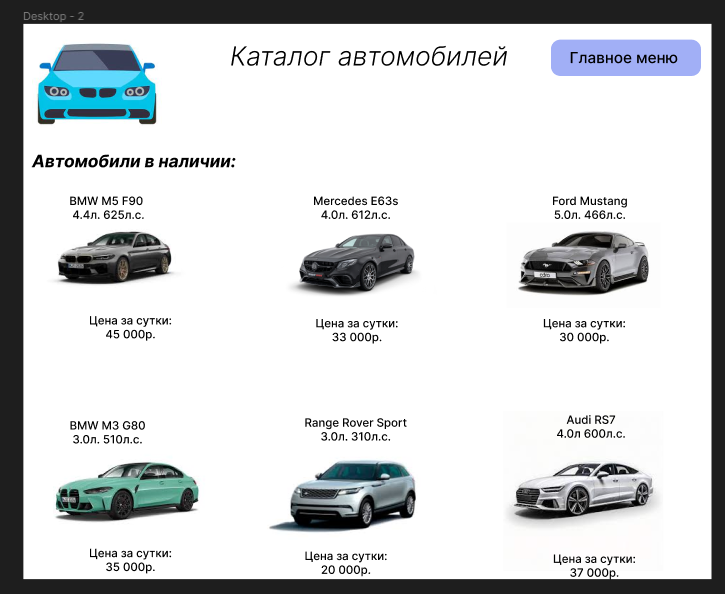 Desktop - 2
Каталог автомобилей
Главное меню
Автомобили в наличии:
BMW M5 F90
4.4л. 625л.с.
Цена за сутки:
45 000р.
Mercedes E63s
4.0л. 612л.с.
Цена за сутки:
33 000р.
Ford Mustang
5.0л. 466л.с.
cdro
Цена за сутки:
30 000р.
BMW M3 G80
3.0л. 510л.с.
Цена за сутки:
35 000р.
Range Rover Sport
3.0л. 310л.с.
Цена за сутки:
20 000р.
Audi RS7
4.0л 600л.с.
Цена за сутки:
37 000р.